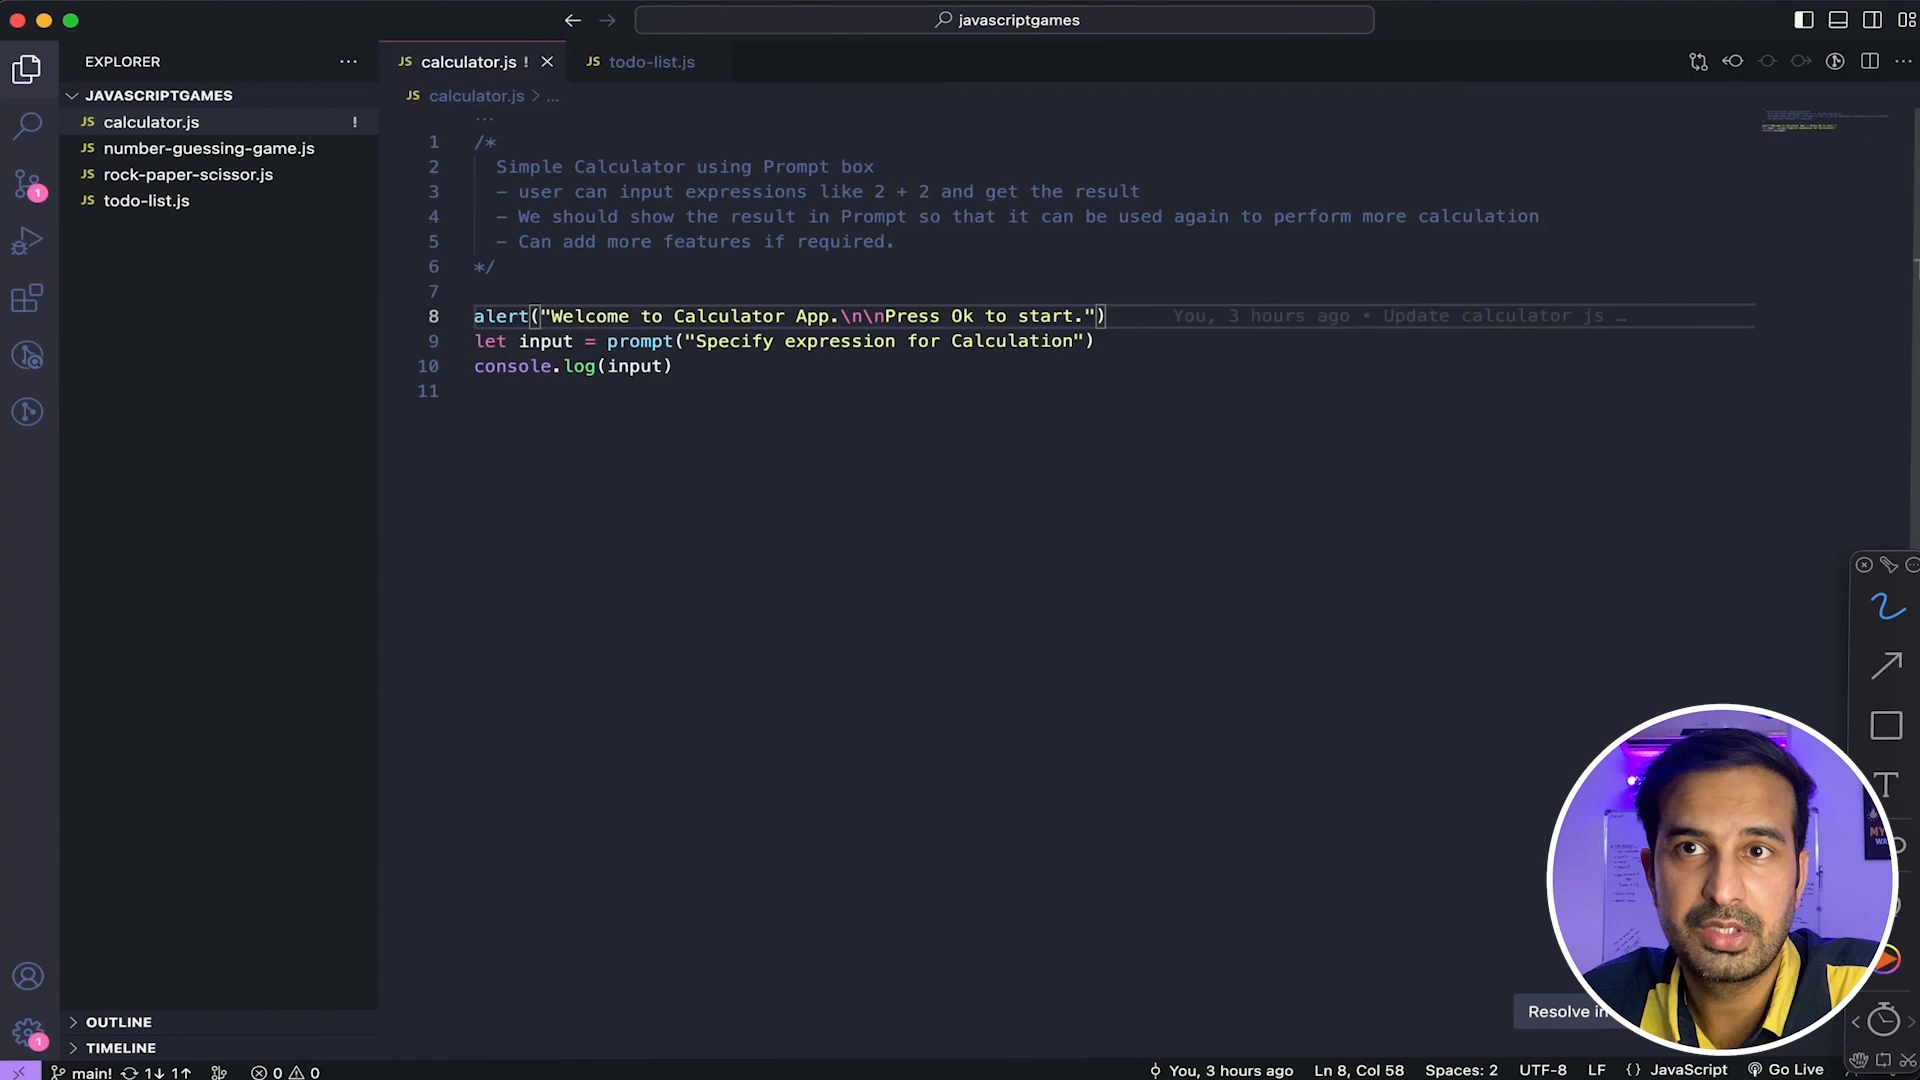 javascriptgames
EXPLORER
JAVASCRIPTGAMES
JS calculator.js !
JS number-guessing-game.js
JS rock-paper-scissor.js
JS todo-list.js
OUTLINE
TIMELINE
JS calculator.js !
JS todo-list.js
JS calculator.js > ...
1 /*
2 Simple Calculator using Prompt box
3 - user can input expressions like 2 + 2 and get the result
4 - We should show the result in Prompt so that it can be used again to perform more calculation
5 - Can add more features if required.
6 */
7
8 alert("Welcome to Calculator App.\n\nPress Ok to start.") You, 3 hours ago • Update calculator js …
9 let input = prompt("Specify expression for Calculation")
10 console.log(input)
11
1
1
T
MY
Resolve in
main! 1↓ 1↑ 0 0 You, 3 hours ago Ln 8, Col 58 Spaces: 2 UTF-8 LF {} JavaScript Go Live